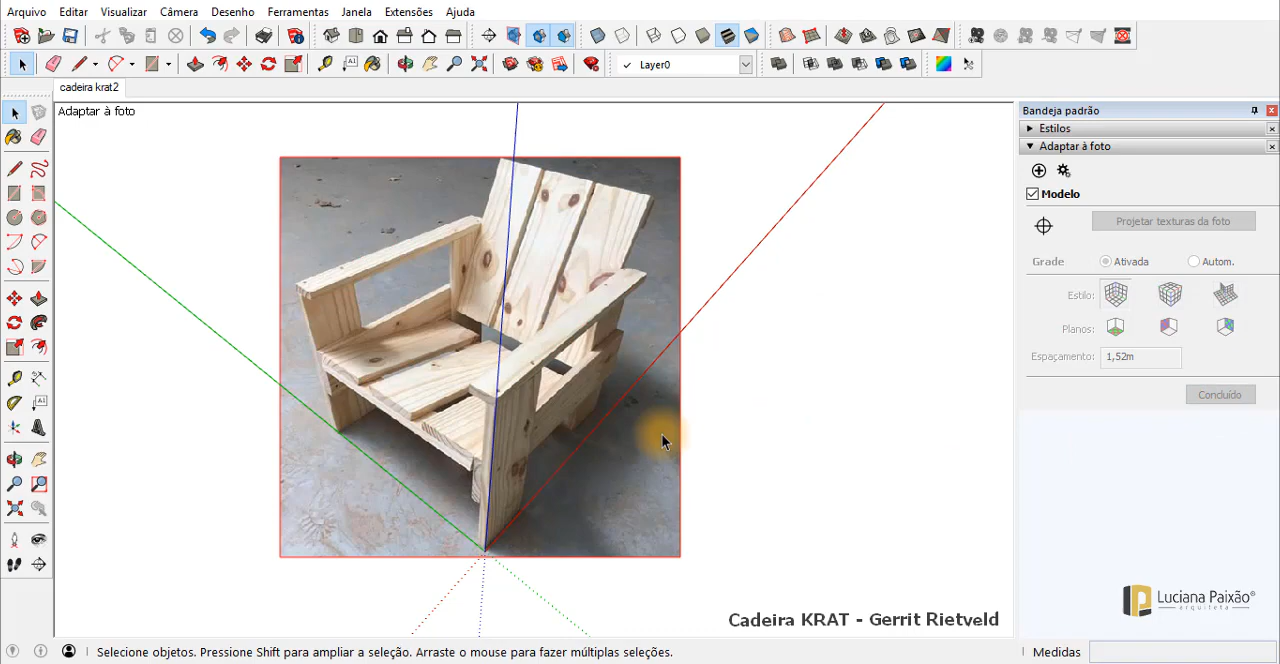 Arquivo Editar Visualizar Câmera Desenho Ferramentas Janela Extensões Ajuda
Layer0
cadeira krat2
Adaptar à foto
Bandeja padrão
Estilos
Adaptar à foto
Modelo
Projetar texturas da foto
Grade Ativada Autom.
Estilo:
Planos:
Espaçamento: 1,52m
Concluído
Luciana Paixão®
arquiteta
Cadeira KRAT - Gerrit Rietveld
Selecione objetos. Pressione Shift para ampliar a seleção. Arraste o mouse para fazer múltiplas seleções.
Medidas